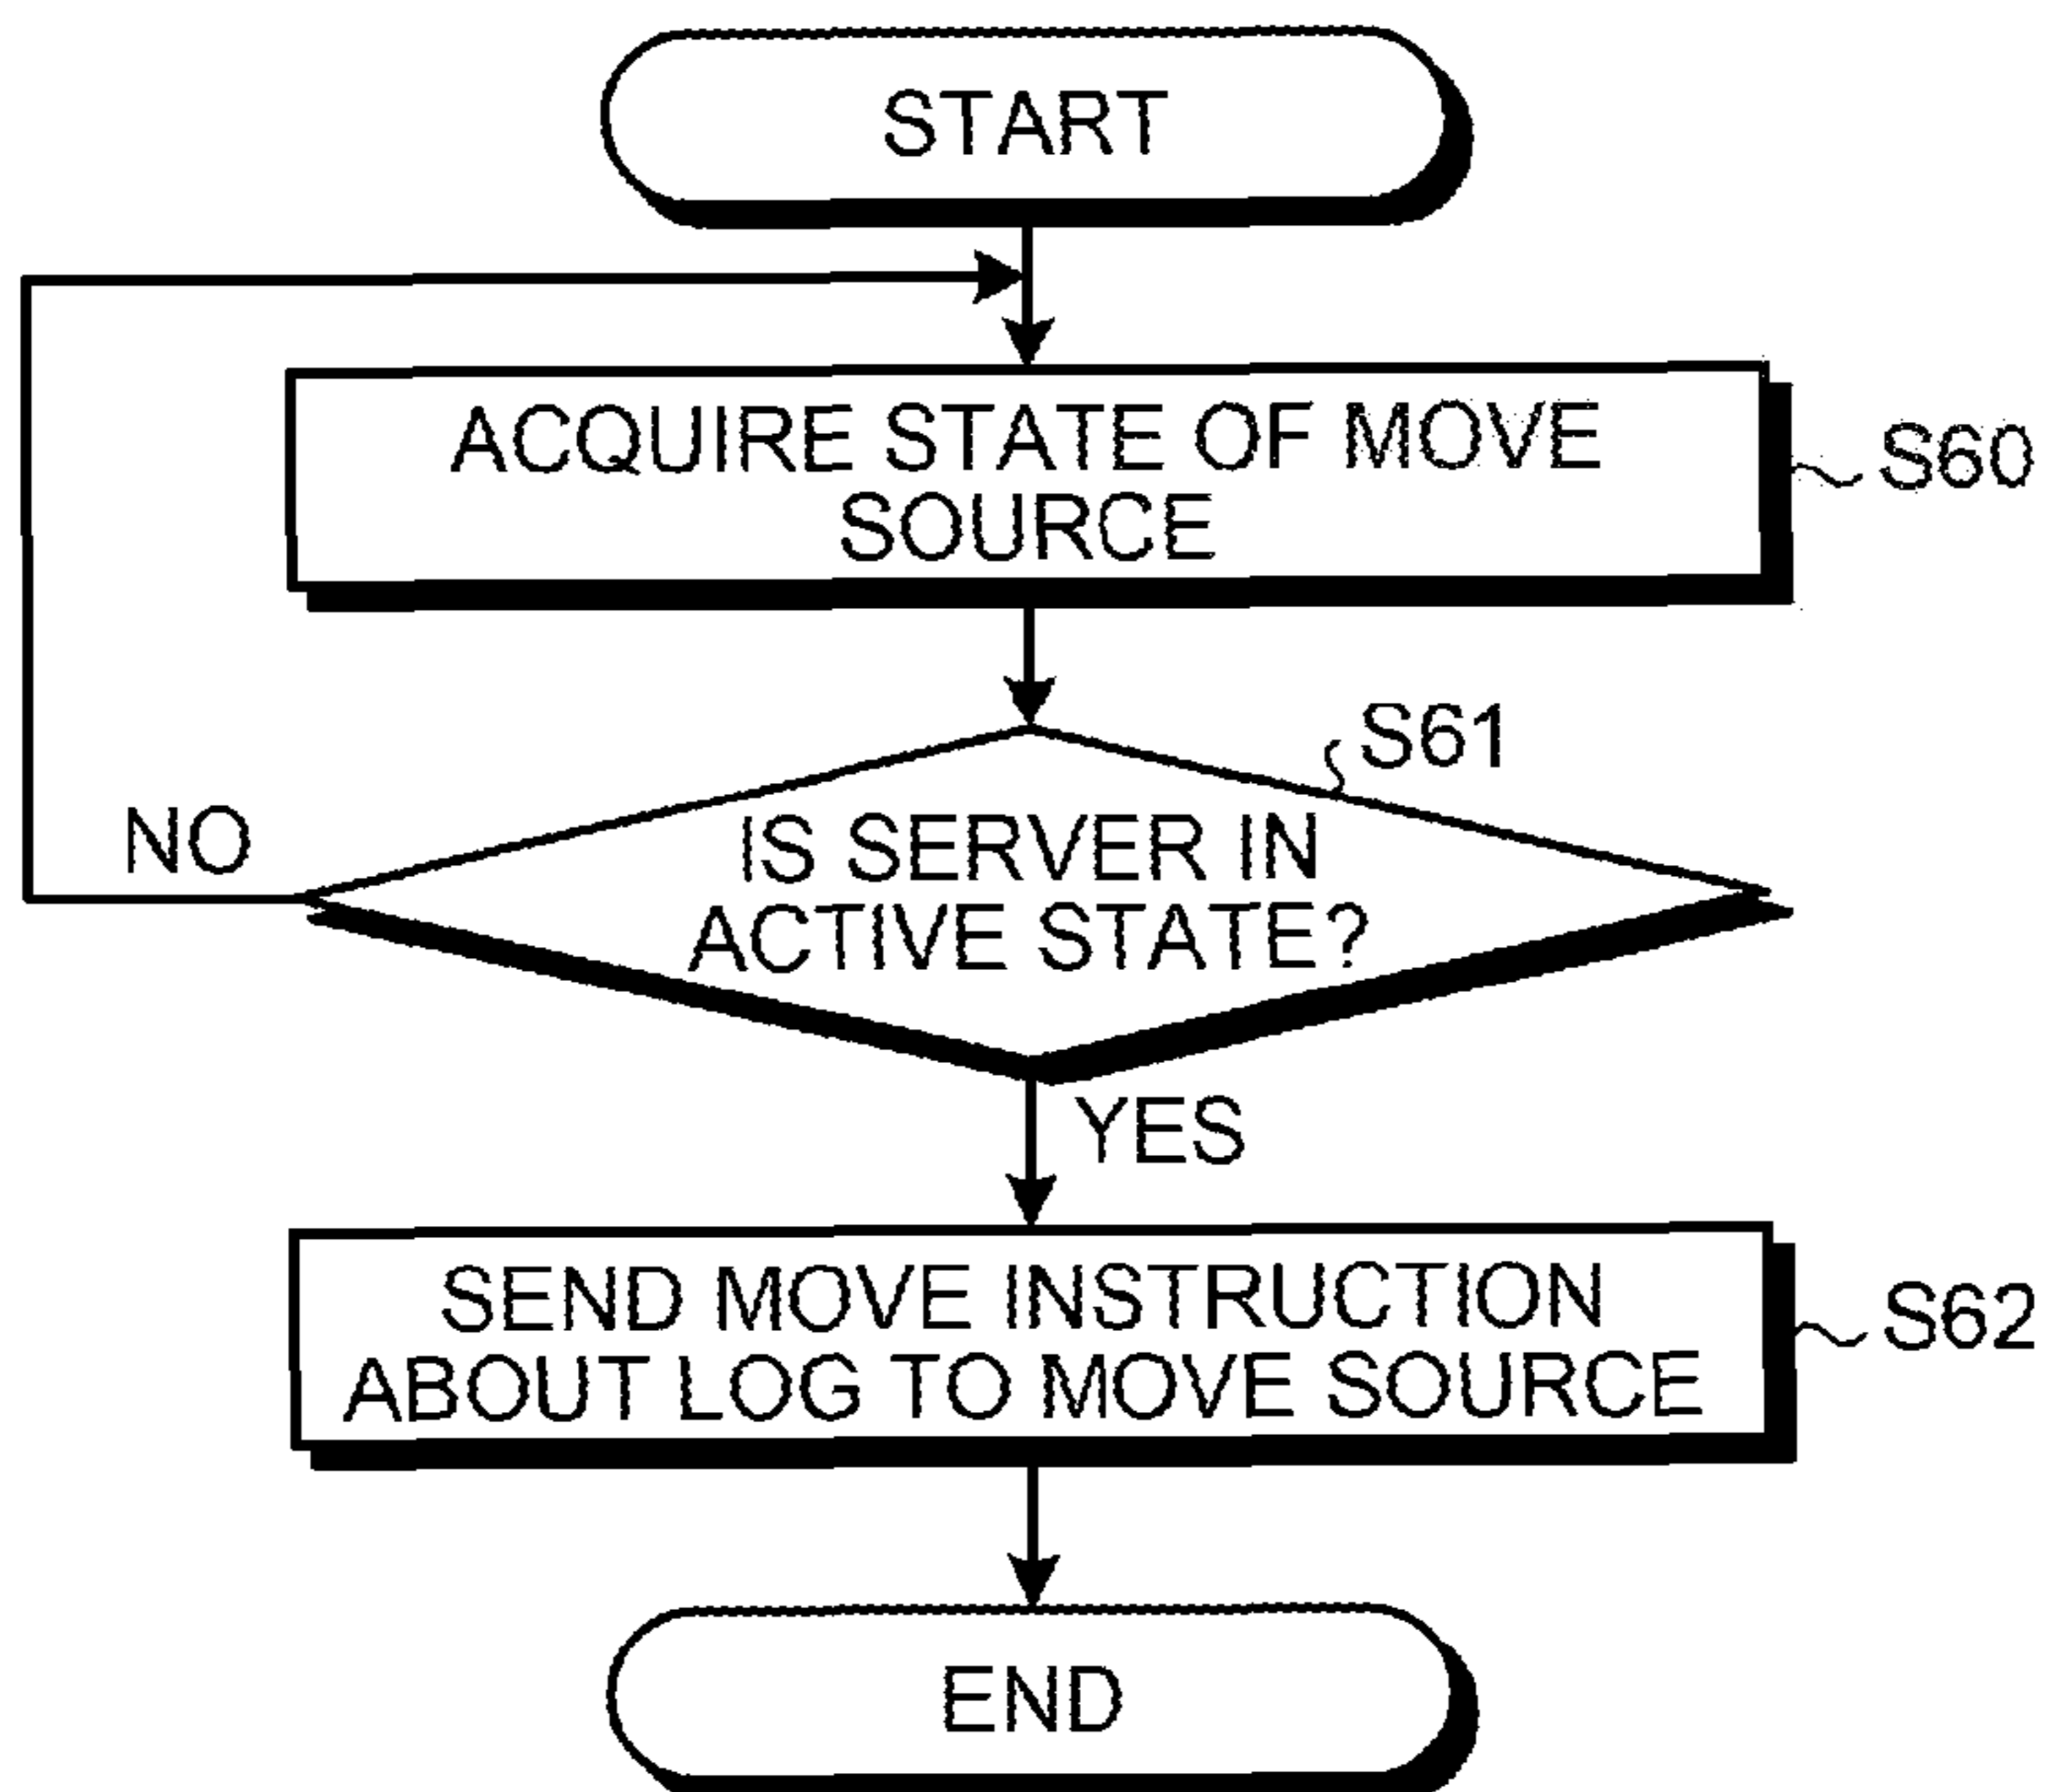 START
ACQUIRE STATE OF MOVE
SOURCE
S60
S61
IS SERVER IN
ACTIVE STATE?
NO
YES
SEND MOVE INSTRUCTION
ABOUT LOG TO MOVE SOURCE
S62
END